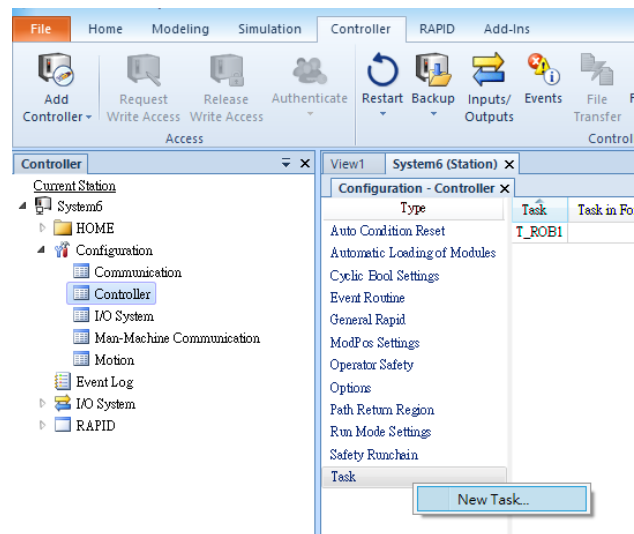 File Home Modeling Simulation Controller RAPID Add-Ins
Add Controller
Request Write Access
Release Write Access
Authenticate
Restart
Backup
Inputs/ Outputs
Events
File Transfer
Access
Control
Controller
Current Station
System6
HOME
Configuration
Communication
Controller
I/O System
Man-Machine Communication
Motion
Event Log
I/O System
RAPID
View1 System6 (Station)
Configuration - Controller
Type
Auto Condition Reset
Automatic Loading of Modules
Cyclic Bool Settings
Event Routine
General Rapid
ModPos Settings
Operator Safety
Options
Path Return Region
Run Mode Settings
Safety Runchain
Task
Task Task in Fo
T_ROB1
New Task...